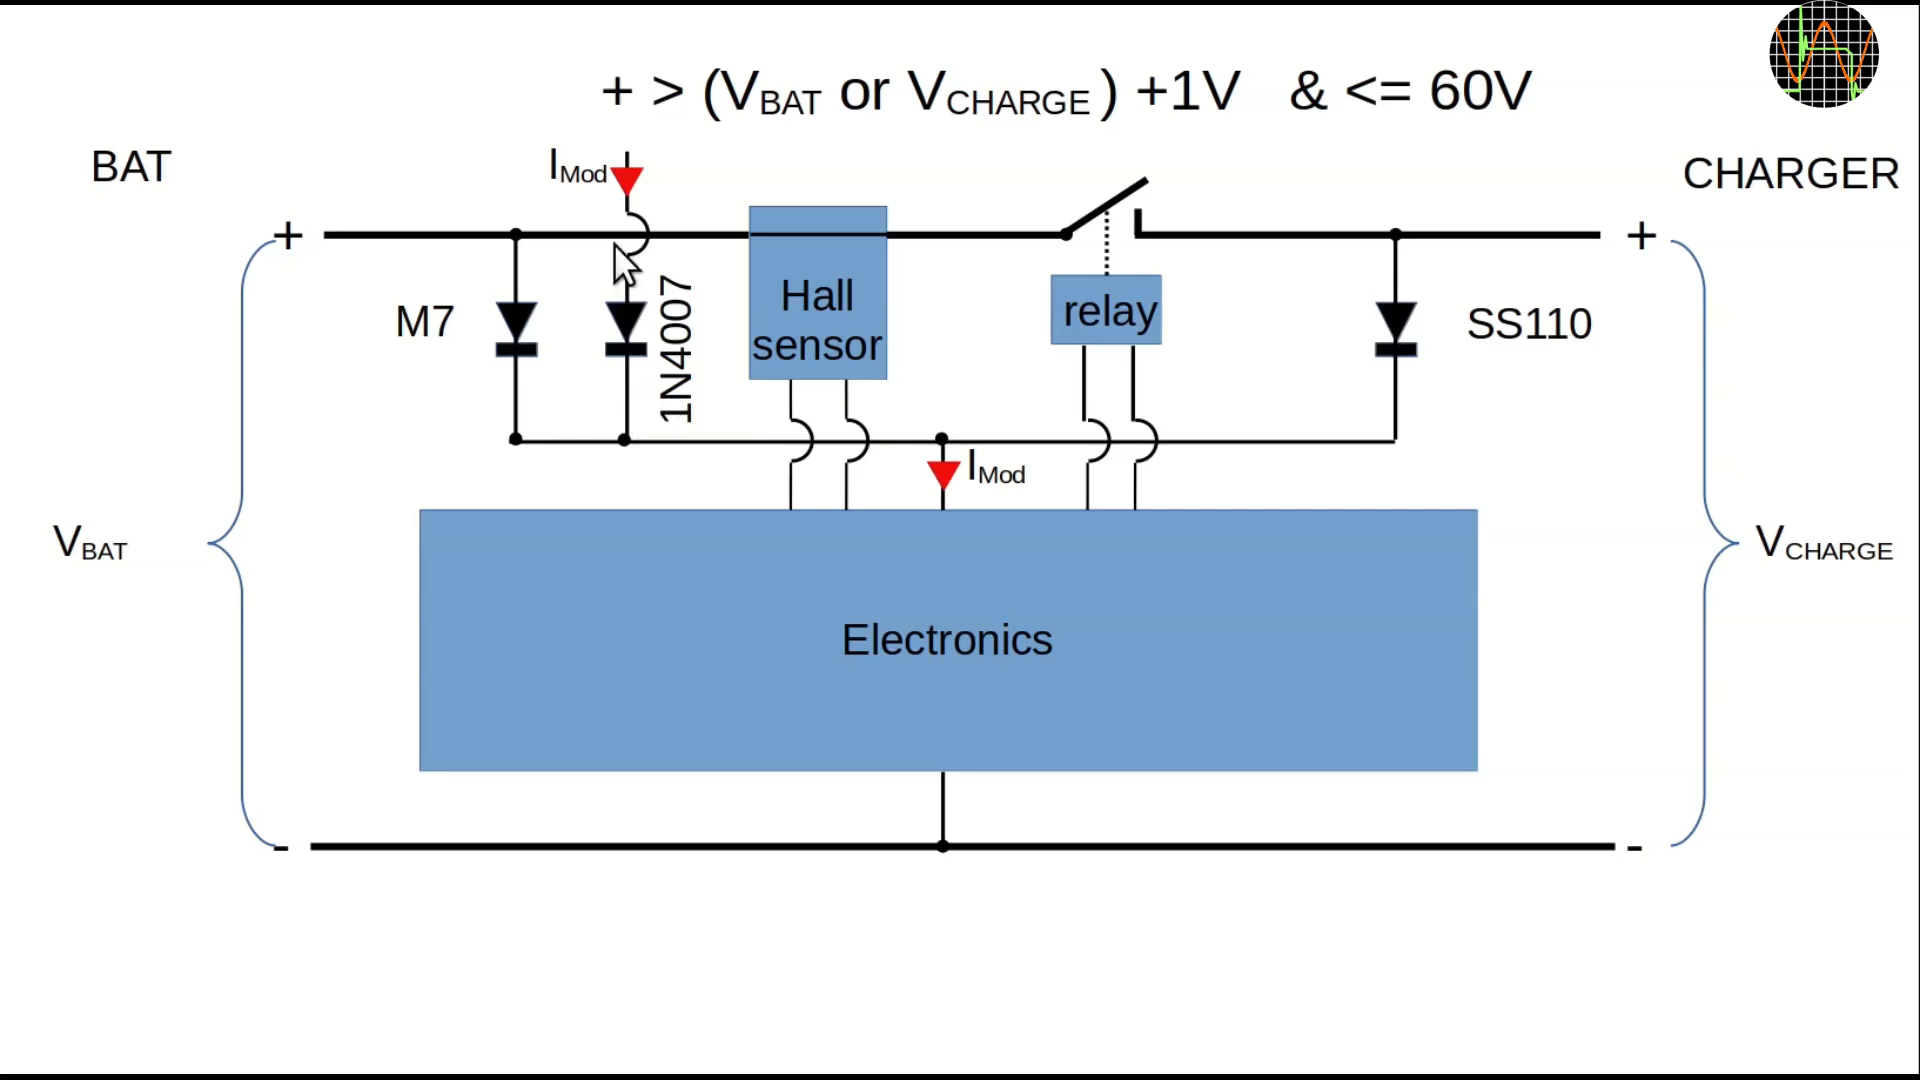 + > (VBAT or VCHARGE ) +1V & <= 60V
BAT
IMod
CHARGER
+
+
M7
1N4007
Hall
sensor
relay
SS110
IMod
VBAT
VCHARGE
Electronics
-
-